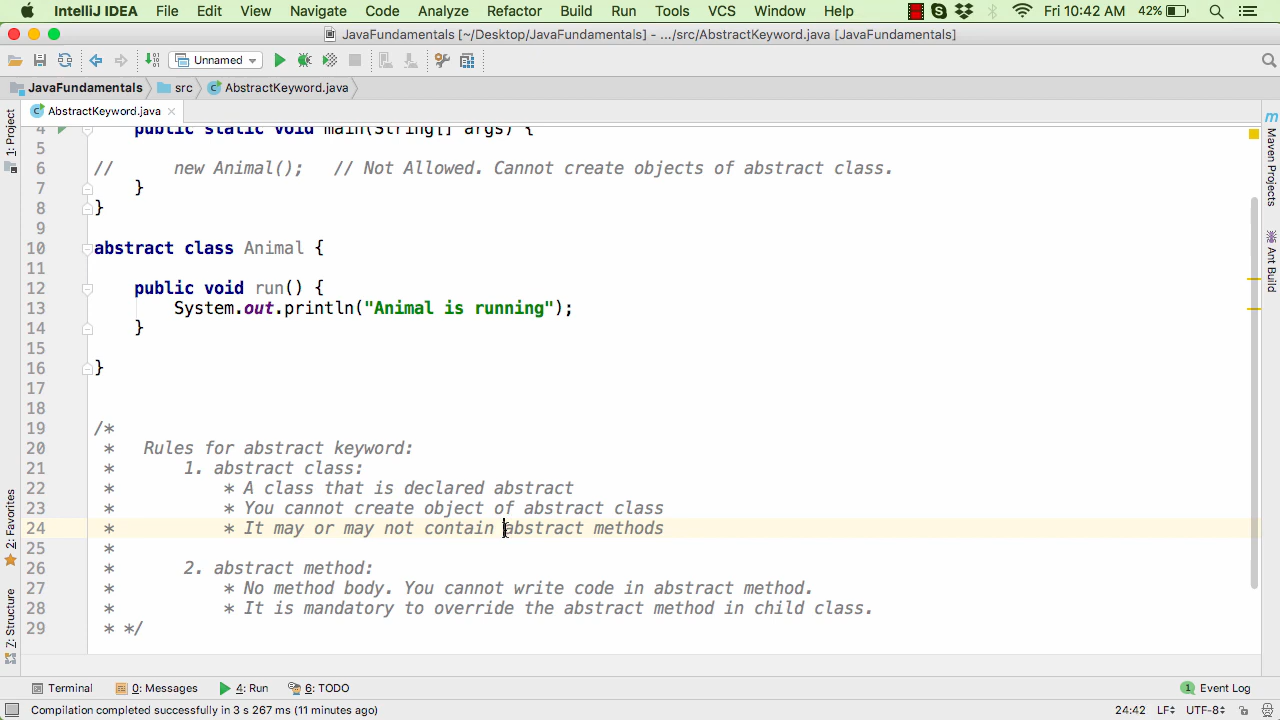 IntelliJ IDEA File Edit View Navigate Code Analyze Refactor Build Run Tools VCS Window Help Fri 10:42 AM 42%
JavaFundamentals [~/Desktop/JavaFundamentals] - .../src/AbstractKeyword.java [JavaFundamentals]
Unnamed
JavaFundamentals src AbstractKeyword.java
AbstractKeyword.java
1: Project
2: Favorites
7: Structure
Maven Projects
Ant Build
4 public static void main(String[] args) {
5
6 // new Animal(); // Not Allowed. Cannot create objects of abstract class.
7 }
8 }
9
10 abstract class Animal {
11
12 public void run() {
13 System.out.println("Animal is running");
14 }
15
16 }
17
18
19 /*
20 * Rules for abstract keyword:
21 * 1. abstract class:
22 * * A class that is declared abstract
23 * * You cannot create object of abstract class
24 * * It may or may not contain abstract methods
25 *
26 * 2. abstract method:
27 * * No method body. You cannot write code in abstract method.
28 * * It is mandatory to override the abstract method in child class.
29 * */
Terminal 0: Messages 4: Run 6: TODO 1 Event Log
Compilation completed successfully in 3 s 267 ms (11 minutes ago) 24:42 LF UTF-8